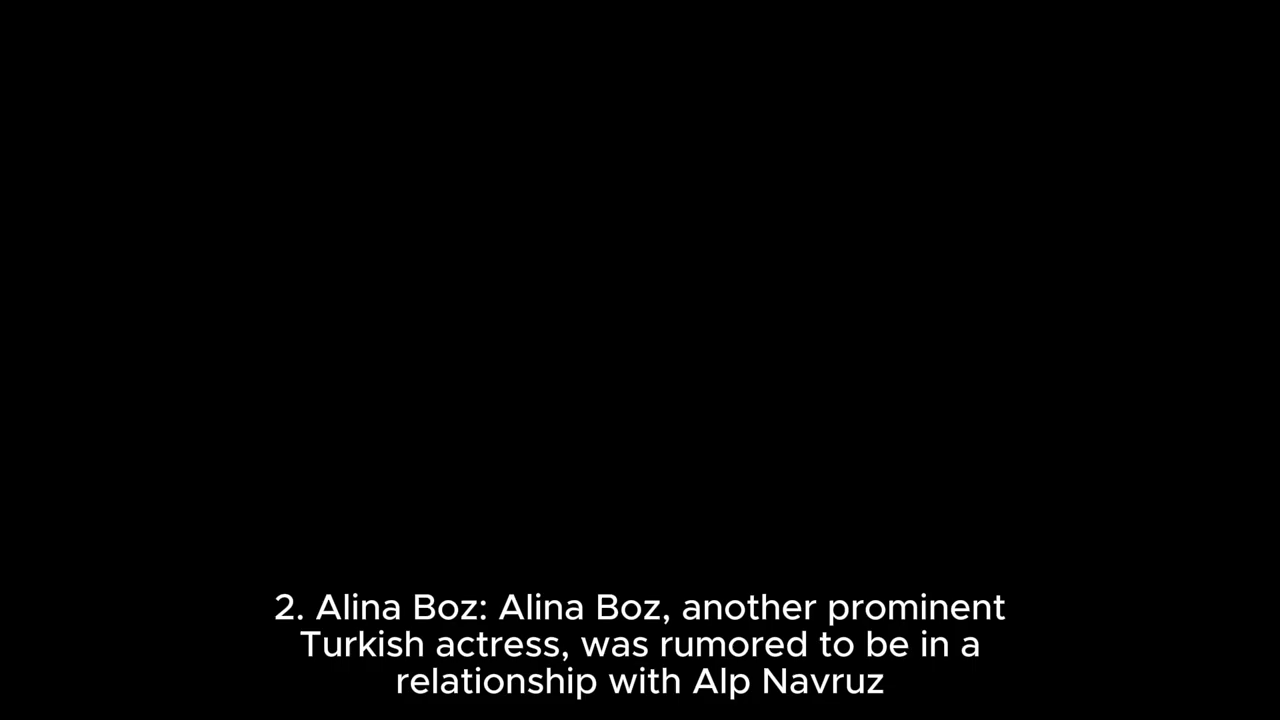 2. Alina Boz: Alina Boz, another prominent
Turkish actress, was rumored to be in a
relationship with Alp Navruz